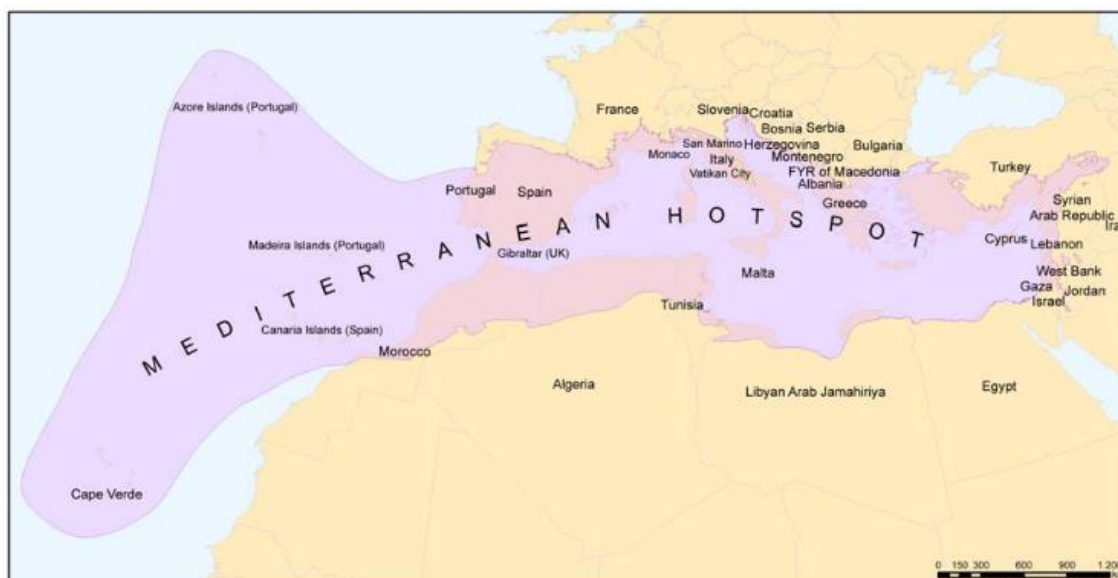 Azore Islands (Portugal)
France
Slovenia
Croatia
Bosnia
Serbia
San Marino
Herzegovina
Bulgaria
Monaco
Italy
Montenegro
Vatikan City
FYR of Macedonia
Turkey
Albania
Portugal
Spain
Greece
Syrian
Arab Republic
MEDITERRANEAN HOTSPOT
Madeira Islands (Portugal)
Gibraltar (UK)
Cyprus
Lebanon
Malta
West Bank
Gaza
Jordan
Israel
Tunisia
Canaria Islands (Spain)
Morocco
Algeria
Libyan Arab Jamahiriya
Egypt
Cape Verde
0 150 300 600 900